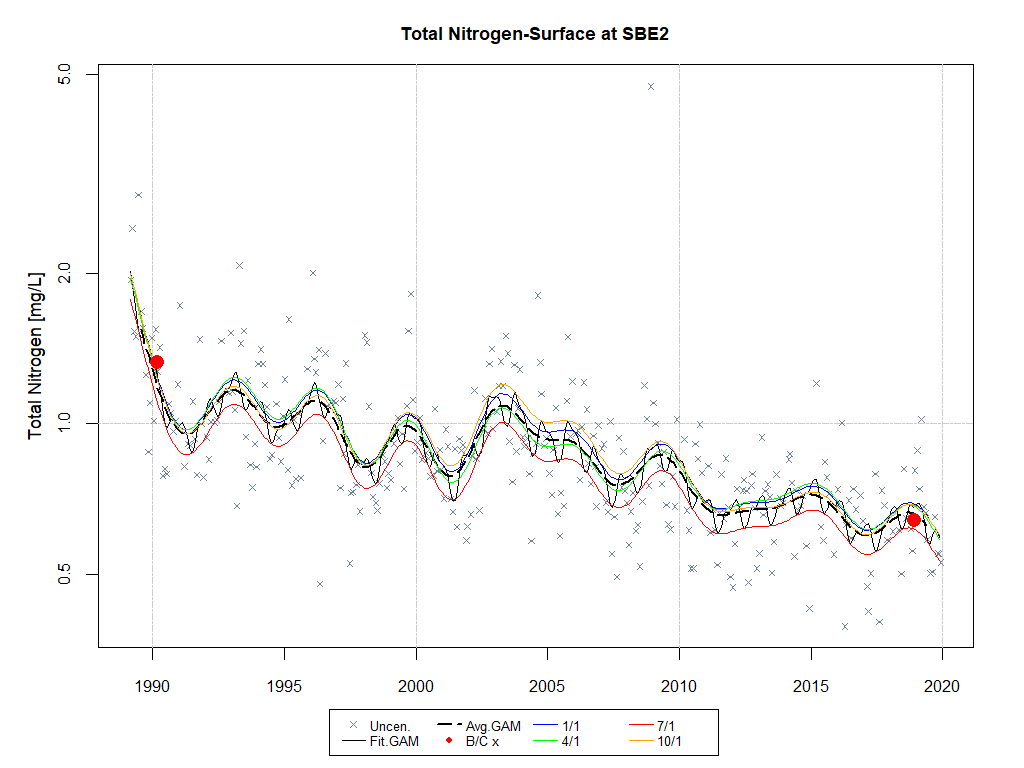 Total Nitrogen-Surface at SBE2
Total Nitrogen [mg/L]
5.0
2.0
1.0
0.5
1990 1995 2000 2005 2010 2015 2020
Uncen. Avg.GAM 1/1 7/1
Fit.GAM B/C x 4/1 10/1